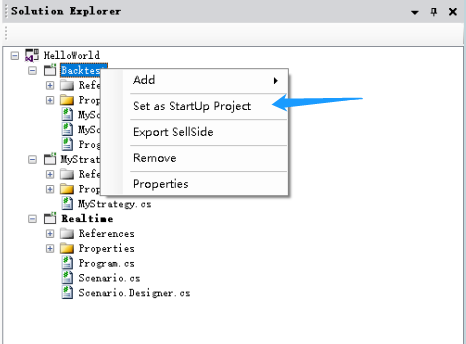 Solution Explorer
HelloWorld
Backtes
Add
Refe
Set as StartUp Project
Prop
MySc
Export SellSide
MySc
Prog
Remove
MyStrat
Refe
Properties
Prop
MyStrategy.cs
Realtime
References
Properties
Program.cs
Scenario.cs
Scenario.Designer.cs